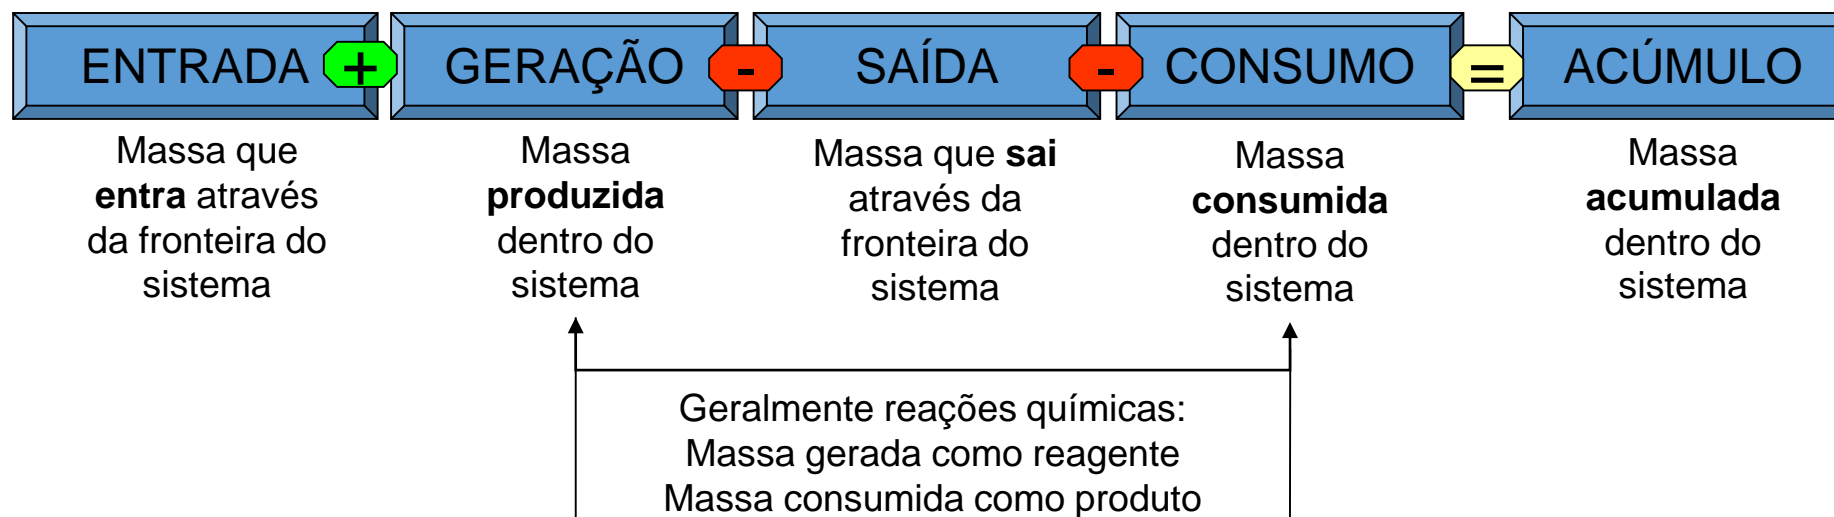 ENTRADA + GERAÇÃO - SAÍDA - CONSUMO = ACÚMULO
Massa que
entra através
da fronteira do
sistema
Massa
produzida
dentro do
sistema
Massa que sai
através da
fronteira do
sistema
Massa
consumida
dentro do
sistema
Massa
acumulada
dentro do
sistema
Geralmente reações químicas:
Massa gerada como reagente
Massa consumida como produto